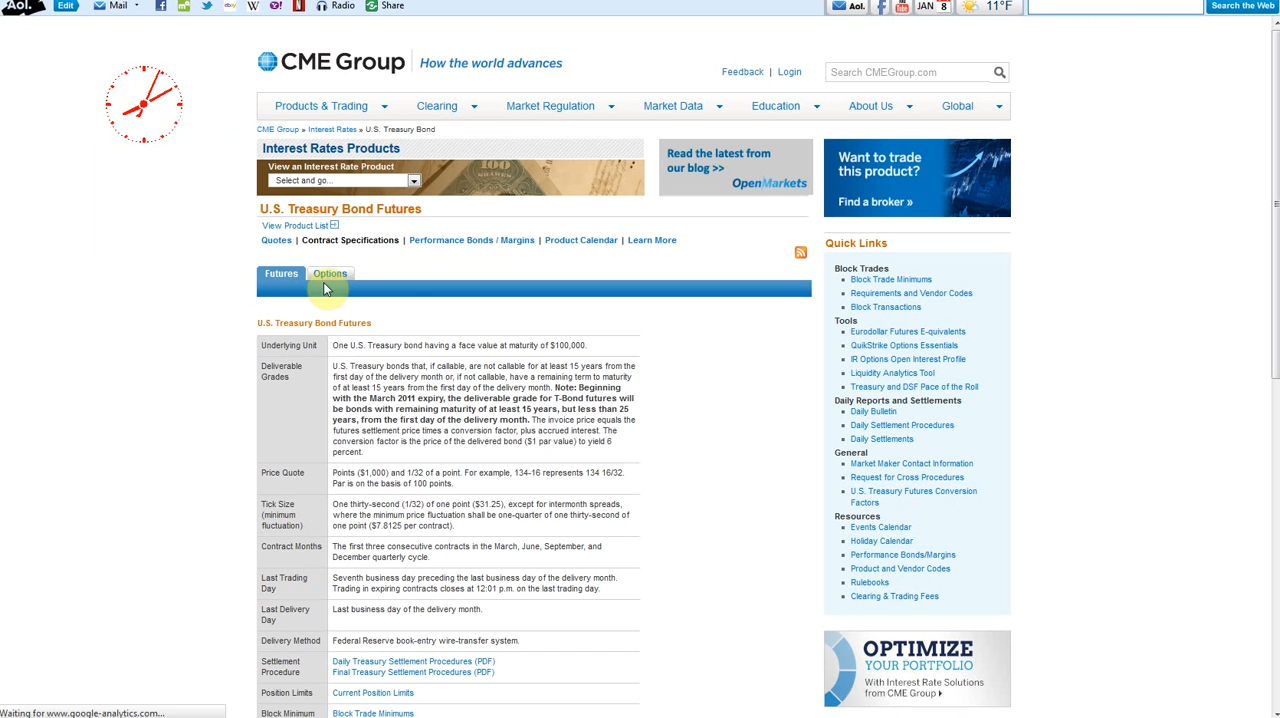 Aol. Edit Mail Radio Share Aol. JAN 8 11°F Search the Web
CME Group How the world advances
Feedback | Login Search CMEGroup.com
Products & Trading Clearing Market Regulation Market Data Education About Us Global
CME Group » Interest Rates » U.S. Treasury Bond
Interest Rates Products
View an Interest Rate Product
Select and go...
Read the latest from
our blog >>
OpenMarkets
Want to trade
this product?
Find a broker »
U.S. Treasury Bond Futures
View Product List
Quotes | Contract Specifications | Performance Bonds / Margins | Product Calendar | Learn More
Futures Options
U.S. Treasury Bond Futures
Underlying Unit One U.S. Treasury bond having a face value at maturity of $100,000.
Deliverable Grades
U.S. Treasury bonds that, if callable, are not callable for at least 15 years from the
first day of the delivery month or, if not callable, have a remaining term to maturity
of at least 15 years from the first day of the delivery month. Note: Beginning
with the March 2011 expiry, the deliverable grade for T-Bond futures will
be bonds with remaining maturity of at least 15 years, but less than 25
years, from the first day of the delivery month. The invoice price equals the
futures settlement price times a conversion factor, plus accrued interest. The
conversion factor is the price of the delivered bond ($1 par value) to yield 6
percent.
Price Quote Points ($1,000) and 1/32 of a point. For example, 134-16 represents 134 16/32.
Par is on the basis of 100 points.
Tick Size
(minimum
fluctuation)
One thirty-second (1/32) of one point ($31.25), except for intermonth spreads,
where the minimum price fluctuation shall be one-quarter of one thirty-second of
one point ($7.8125 per contract).
Contract Months The first three consecutive contracts in the March, June, September, and
December quarterly cycle.
Last Trading
Day
Seventh business day preceding the last business day of the delivery month.
Trading in expiring contracts closes at 12:01 p.m. on the last trading day.
Last Delivery
Day
Last business day of the delivery month.
Delivery Method Federal Reserve book-entry wire-transfer system.
Settlement
Procedure
Daily Treasury Settlement Procedures (PDF)
Final Treasury Settlement Procedures (PDF)
Position Limits Current Position Limits
Block Minimum Block Trade Minimums
Quick Links
Block Trades
Block Trade Minimums
Requirements and Vendor Codes
Block Transactions
Tools
Eurodollar Futures E-quivalents
QuikStrike Options Essentials
IR Options Open Interest Profile
Liquidity Analytics Tool
Treasury and DSF Pace of the Roll
Daily Reports and Settlements
Daily Bulletin
Daily Settlement Procedures
Daily Settlements
General
Market Maker Contact Information
Request for Cross Procedures
U.S. Treasury Futures Conversion
Factors
Resources
Events Calendar
Holiday Calendar
Performance Bonds/Margins
Product and Vendor Codes
Rulebooks
Clearing & Trading Fees
OPTIMIZE
YOUR PORTFOLIO
With Interest Rate Solutions
from CME Group
Waiting for www.google-analytics.com...